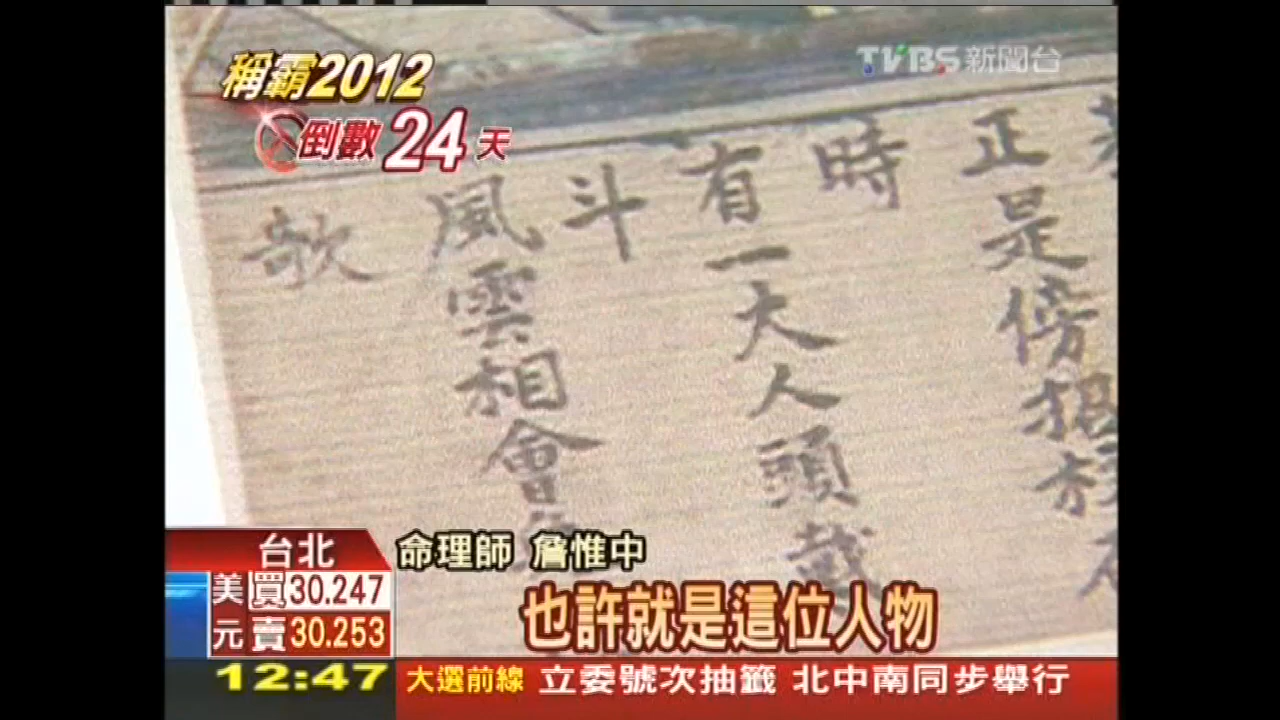 稱霸2012
倒數24天
TVBS新聞台
正是傍
時
有一大人頭載
斗
風雲相會
歌
台北
命理師 詹惟中
也許就是這位人物
美元
買30.247
賣30.253
12:47
大選前線 立委號次抽籤 北中南同步舉行